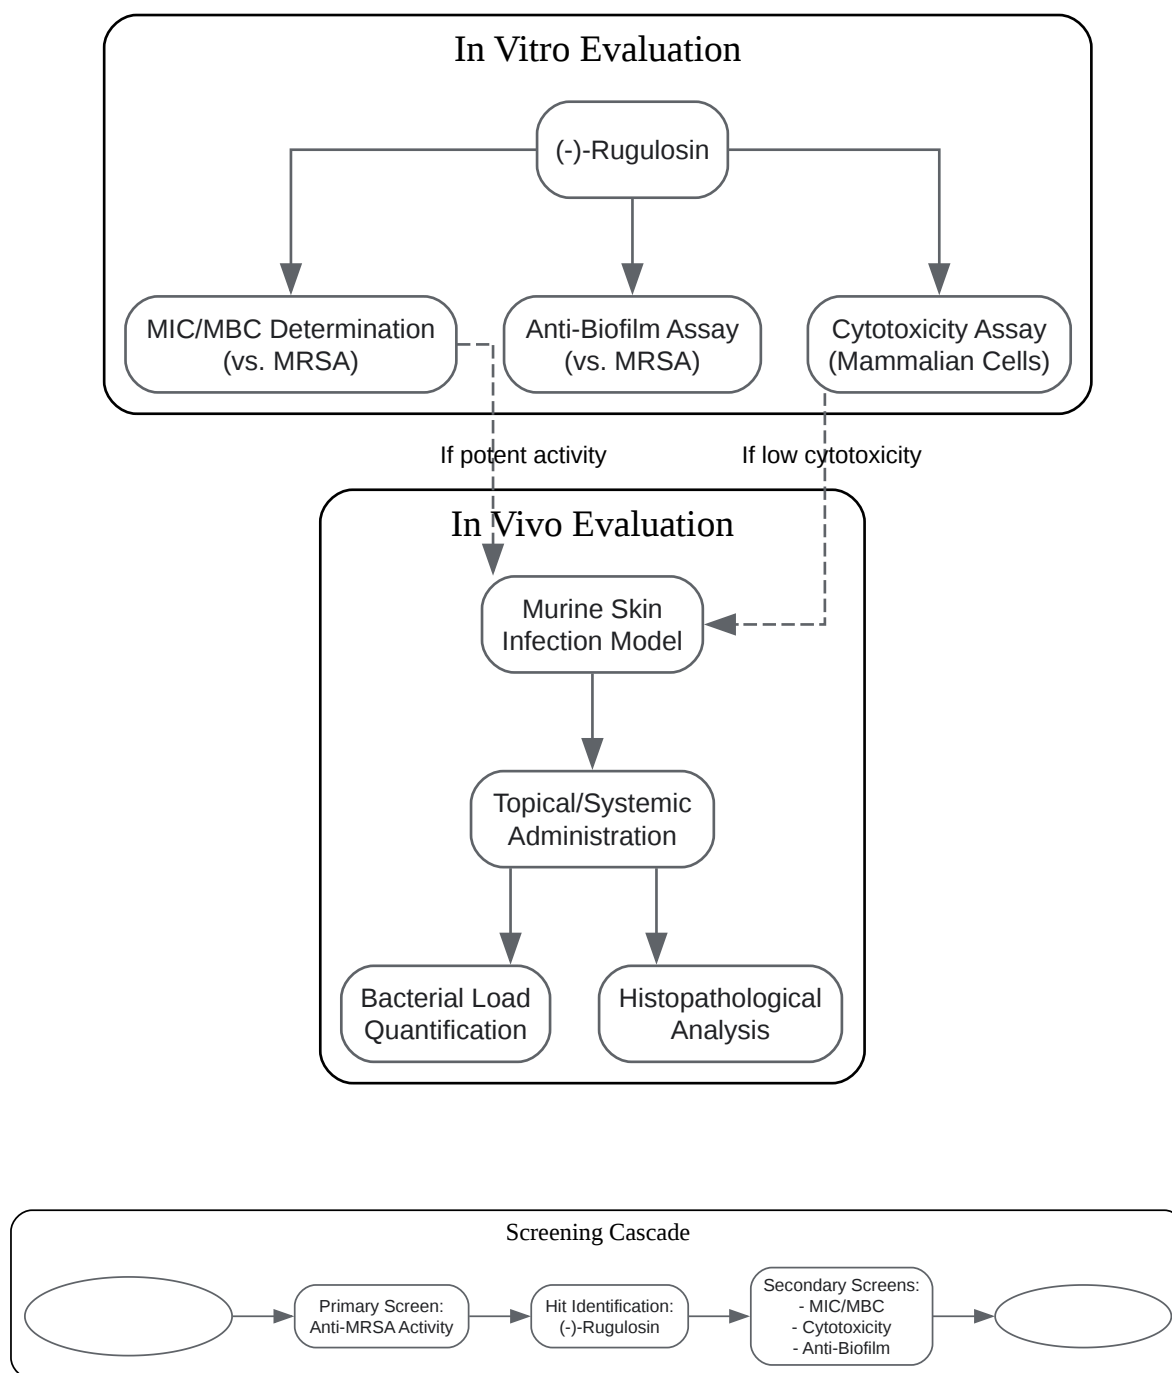 In Vitro Evaluation
(-)-Rugulosin
MIC/MBC Determination
(vs. MRSA)
Anti-Biofilm Assay
(vs. MRSA)
Cytotoxicity Assay
(Mammalian Cells)
If potent activity
If low cytotoxicity
In Vivo Evaluation
Murine Skin
Infection Model
Topical/Systemic
Administration
Bacterial Load
Quantification
Histopathological
Analysis
Screening Cascade
Primary Screen:
Anti-MRSA Activity
Hit Identification:
(-)-Rugulosin
Secondary Screens:
- MIC/MBC
- Cytotoxicity
- Anti-Biofilm